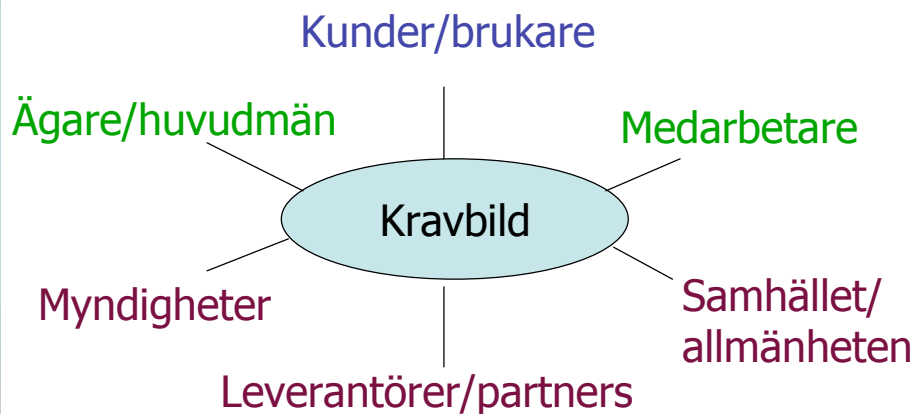 Kunder/brukare
Ägare/huvudmän
Medarbetare
Kravbild
Myndigheter
Samhället/
allmänheten
Leverantörer/partners